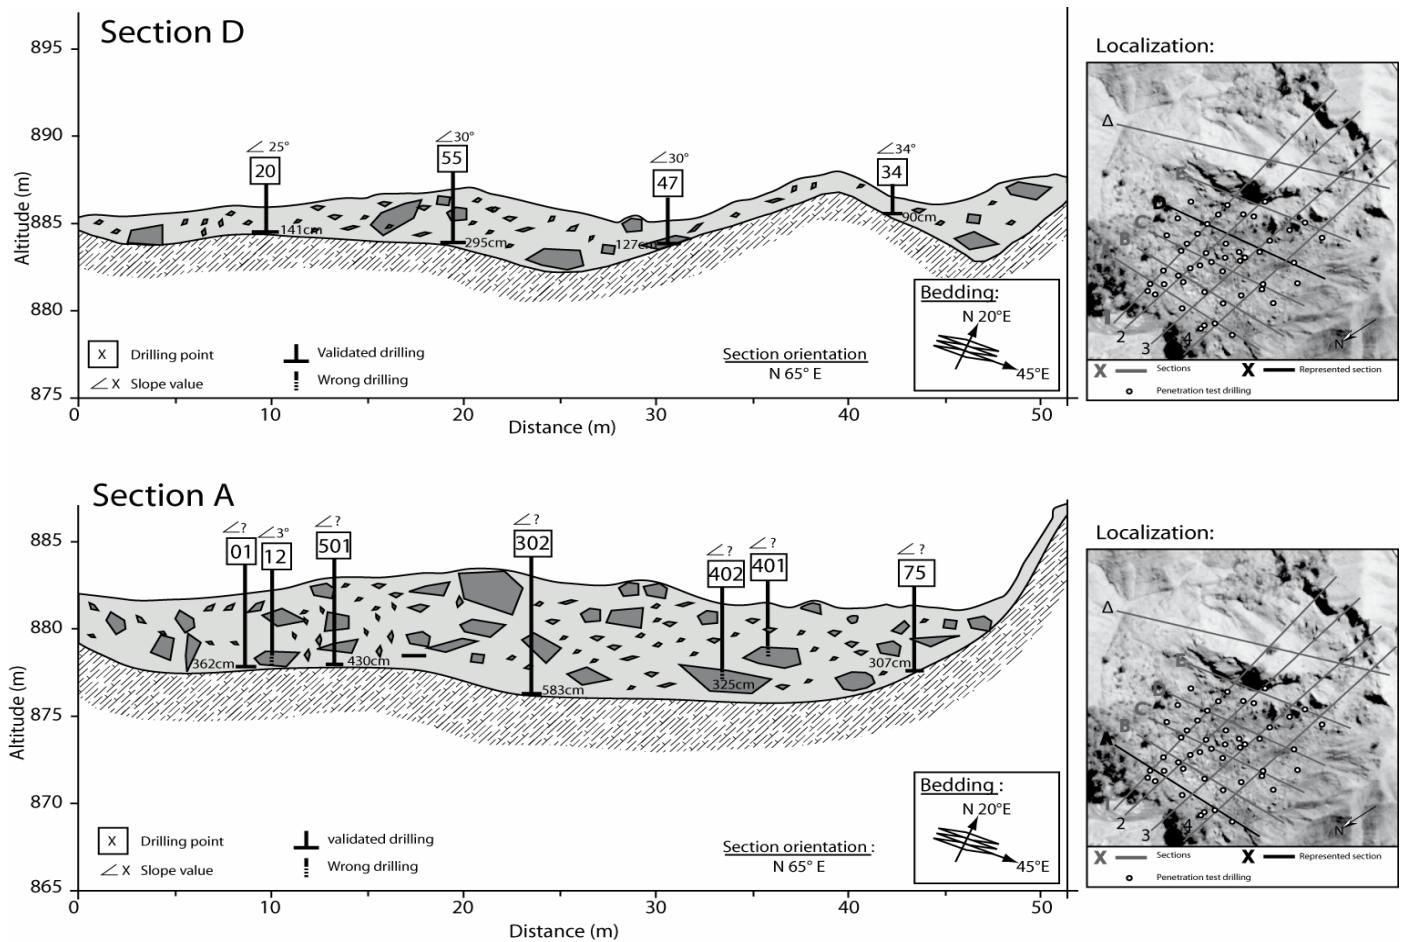 Section D
895
890
885
880
875
Altitude (m)
∠ 25°
20
141cm
∠30°
55
295cm
∠30°
47
127cm
∠34°
34
90cm
X Drilling point
∠ X Slope value
Validated drilling
Wrong drilling
Section orientation
N 65° E
Bedding:
N 20°E
45°E
0 10 20 30 40 50
Distance (m)
Localization:
Δ
E
D
C
B
1
2
3
4
N
X Sections
X Represented section
Penetration test drilling
Section A
885
880
875
870
865
Altitude (m)
∠?
01
362cm
∠3°
12
∠?
501
430cm
∠?
302
583cm
∠?
402
325cm
∠?
401
∠?
75
307cm
X Drilling point
∠ X Slope value
validated drilling
Wrong drilling
Section orientation :
N 65° E
Bedding :
N 20°E
45°E
0 10 20 30 40 50
Distance (m)
Localization:
Δ
E
D
C
B
A
1
2
3
4
N
X Sections
X Represented section
Penetration test drilling